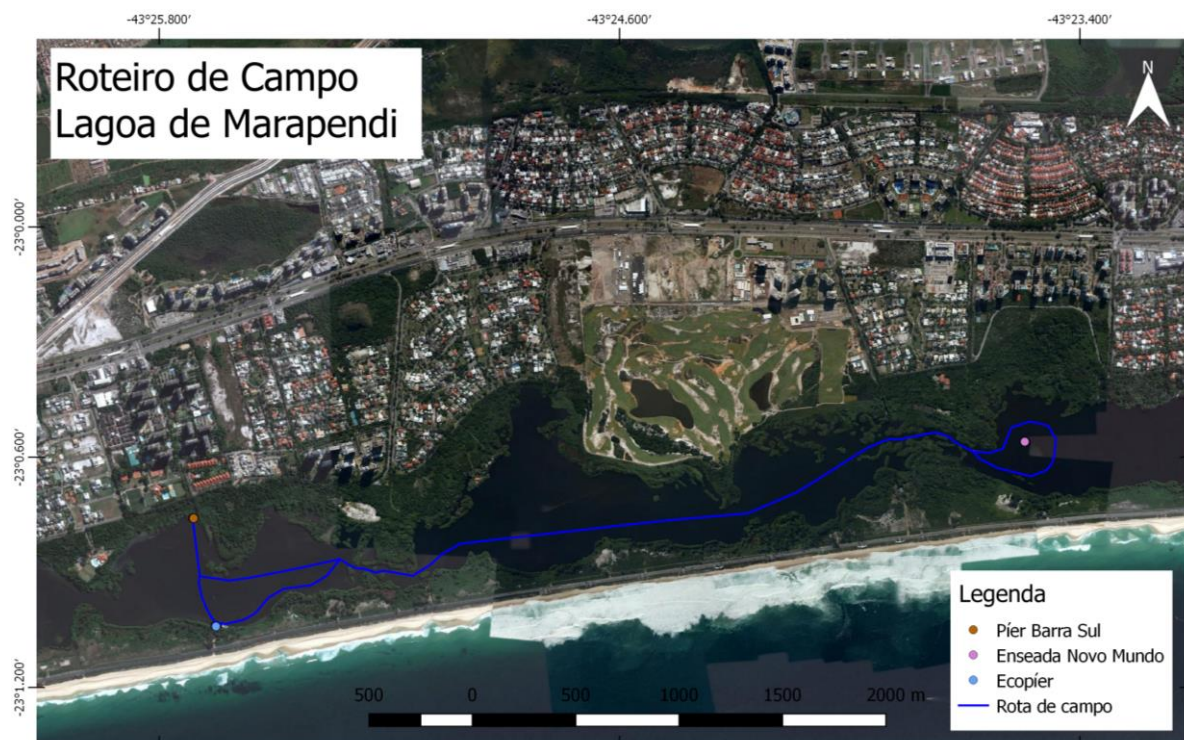 -43°25.800'
-43°24.600'
-43°23.400'
Roteiro de Campo
Lagoa de Marapendi
N
-23°0.000'
-23°0.600'
-23°1.200'
Legenda
Píer Barra Sul
Enseada Novo Mundo
Ecopíer
Rota de campo
500 0 500 1000 1500 2000 m